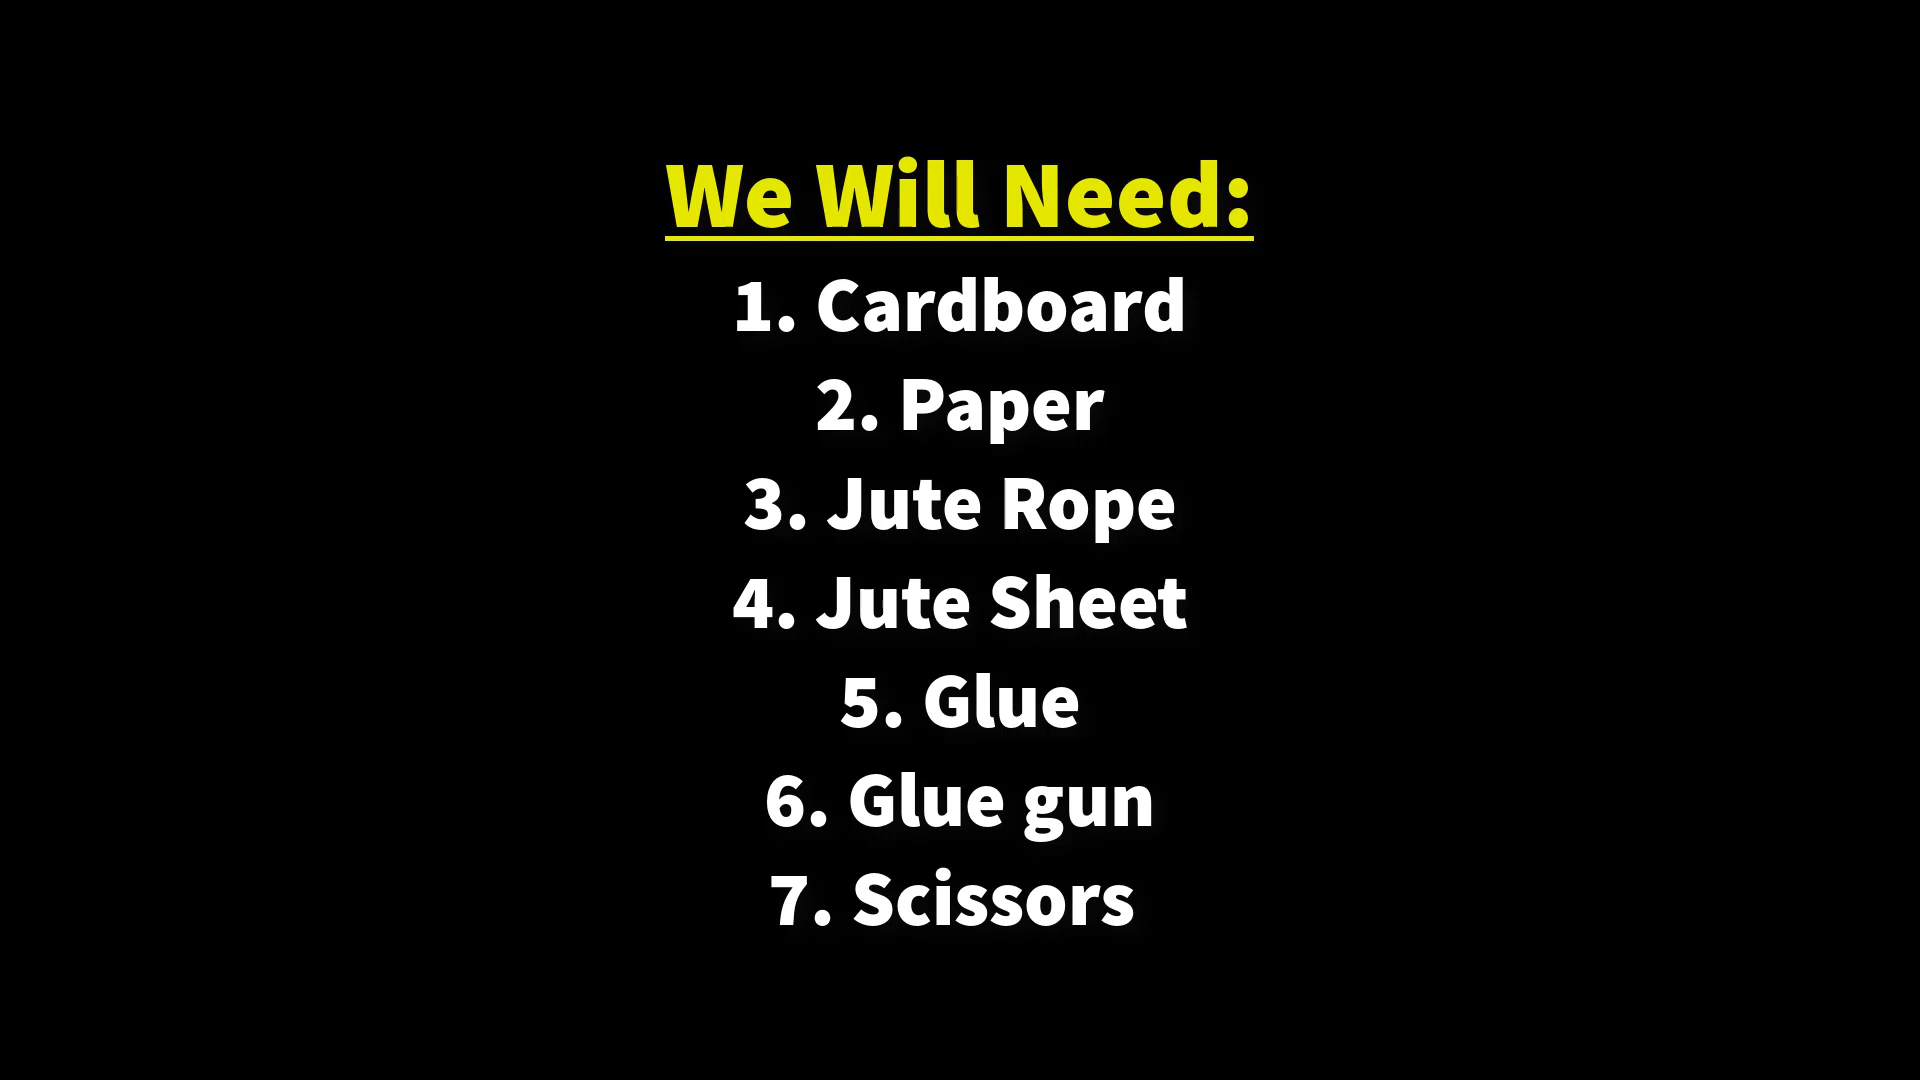 We Will Need:
1. Cardboard
2. Paper
3. Jute Rope
4. Jute Sheet
5. Glue
6. Glue gun
7. Scissors